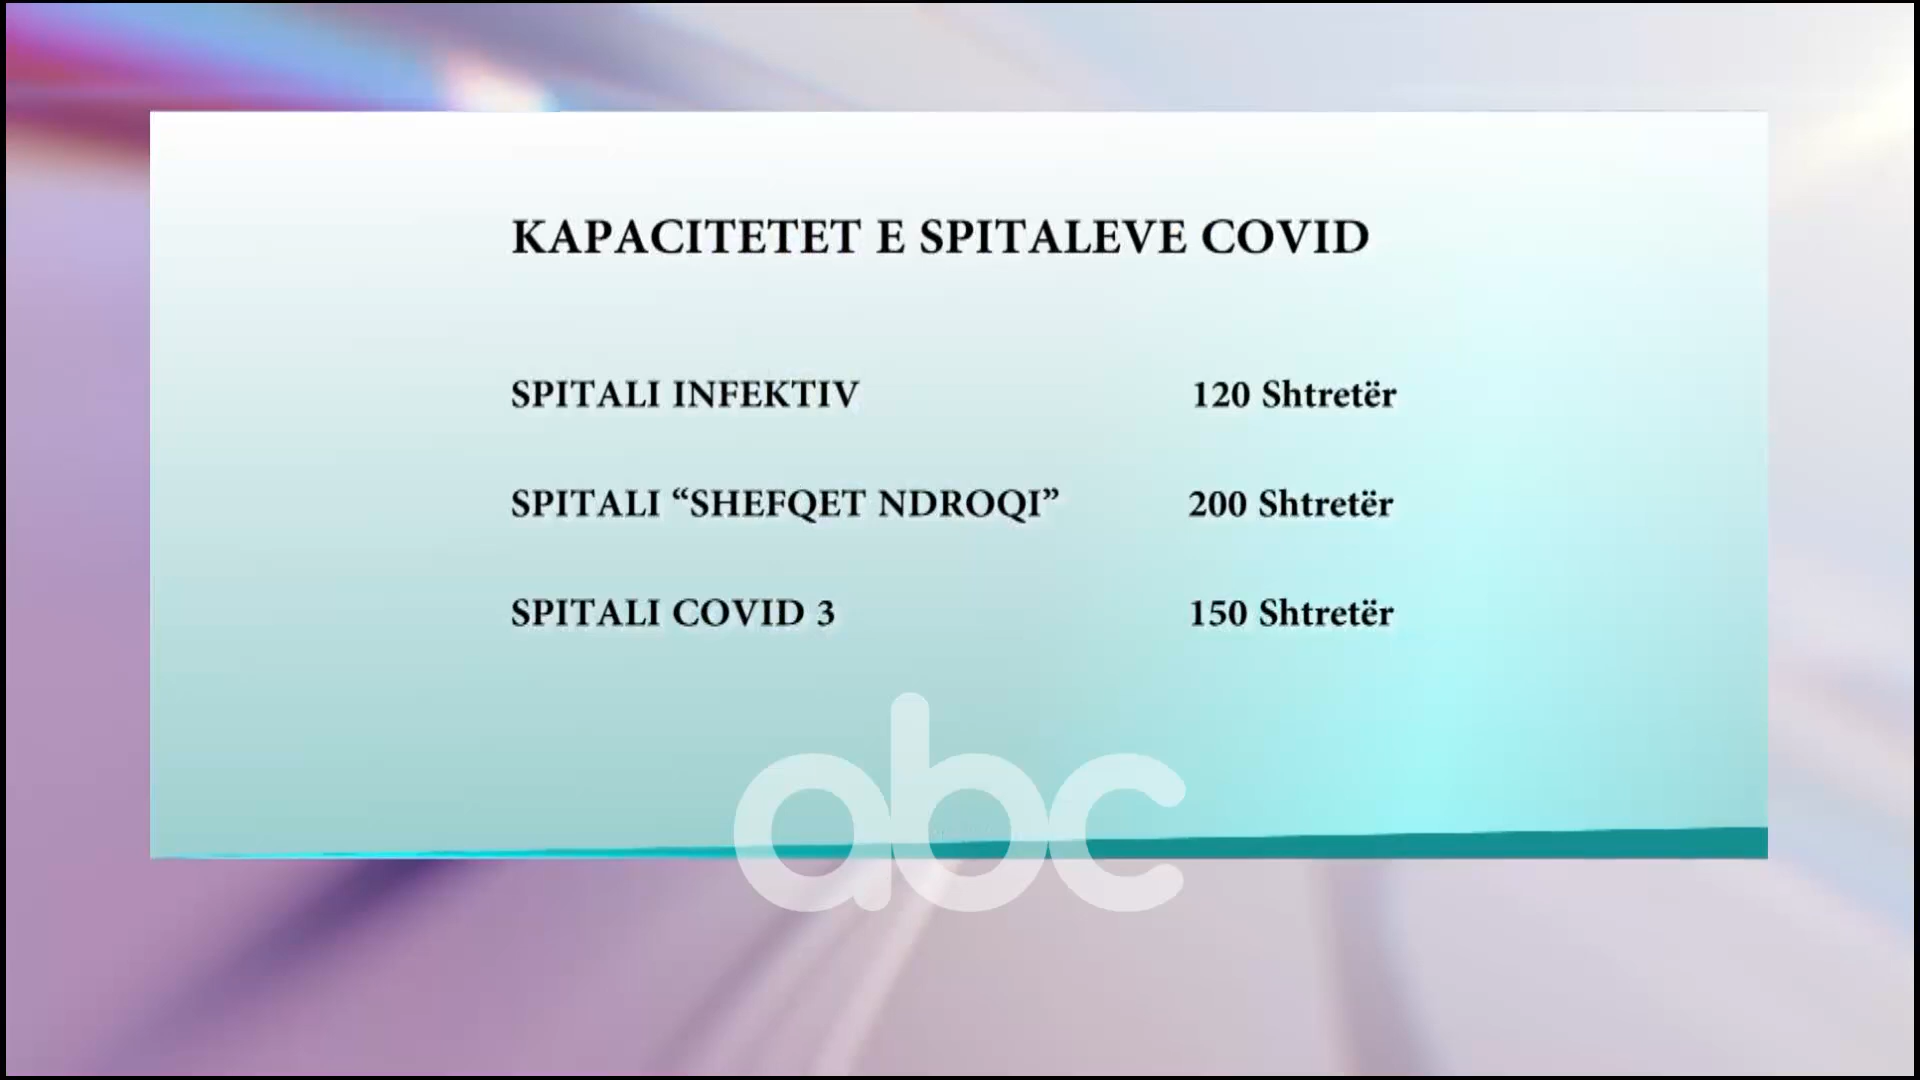 KAPACITETET E SPITALEVE COVID
SPITALI INFEKTIV 120 Shtretër
SPITALI “SHEFQET NDROQI” 200 Shtretër
SPITALI COVID 3 150 Shtretër
abc